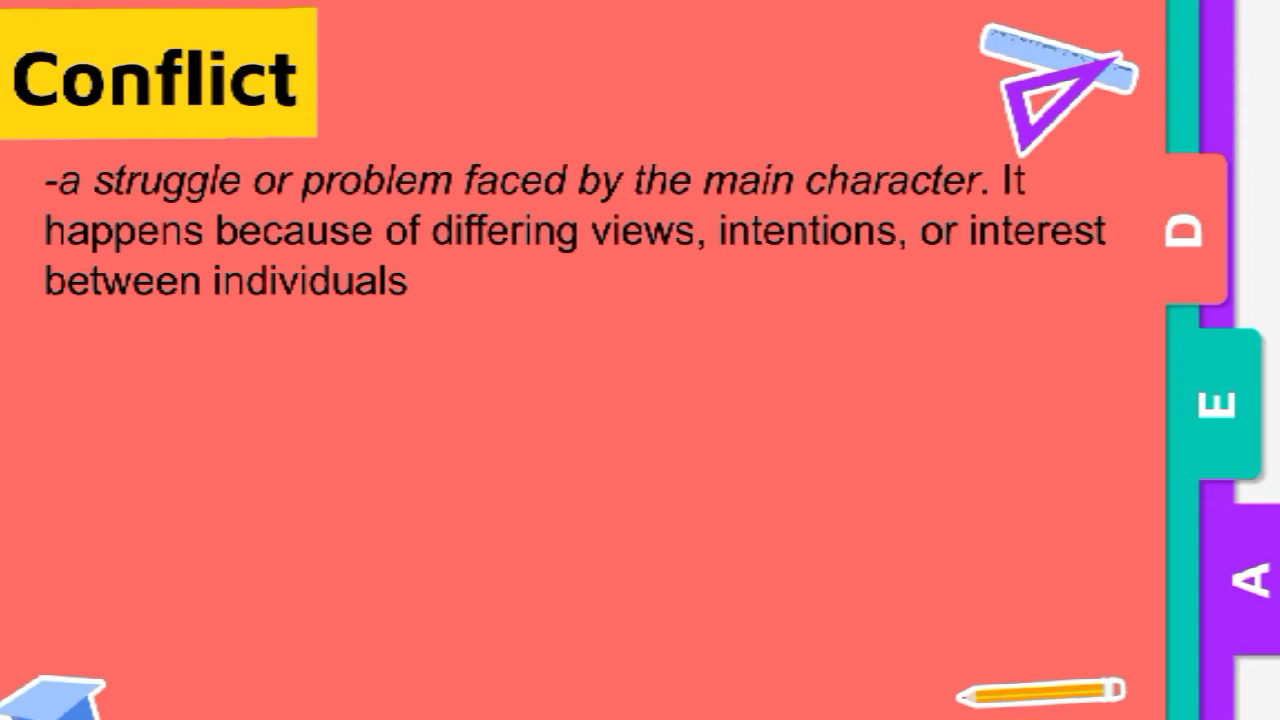 Conflict
-a struggle or problem faced by the main character. It
happens because of differing views, intentions, or interest
between individuals
D
E
A